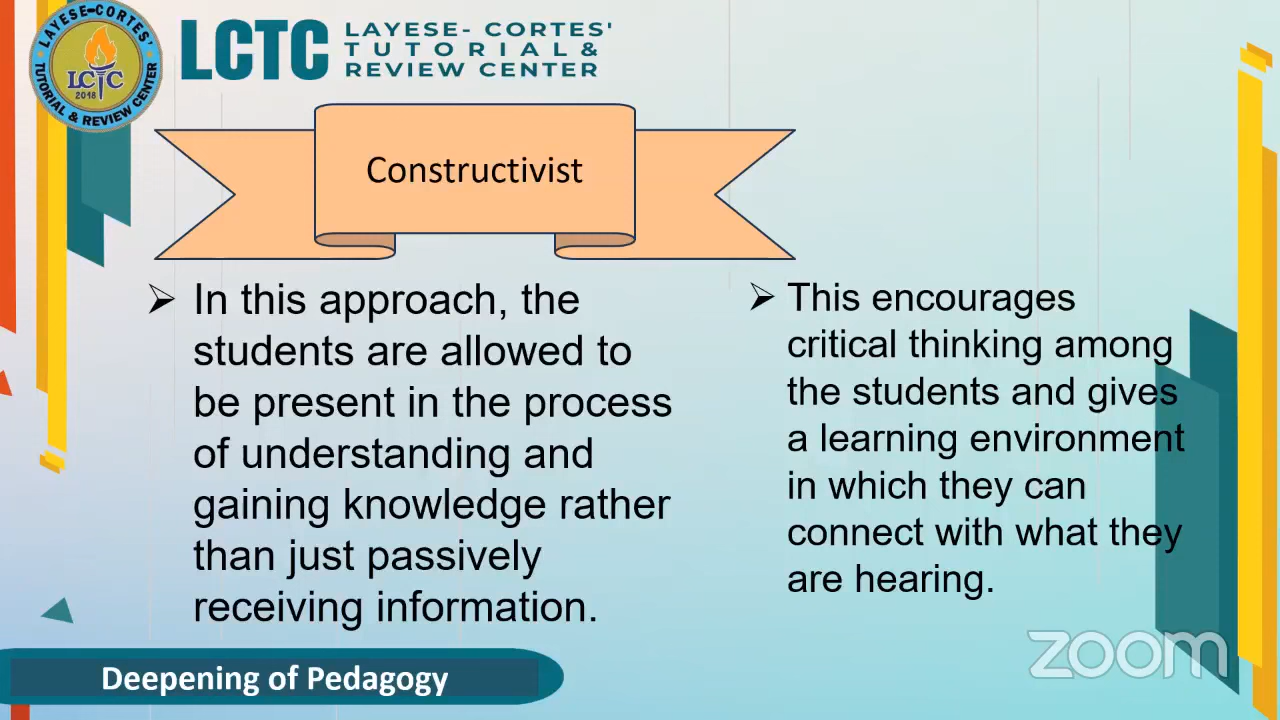 LAYESE-CORTES'
LCTC
2018
TUTORIAL & REVIEW CENTER
LCTC
LAYESE- CORTES'
TUTORIAL &
REVIEW CENTER
Constructivist
➢ In this approach, the
students are allowed to
be present in the process
of understanding and
gaining knowledge rather
than just passively
receiving information.
➢ This encourages
critical thinking among
the students and gives
a learning environment
in which they can
connect with what they
are hearing.
zoom
Deepening of Pedagogy